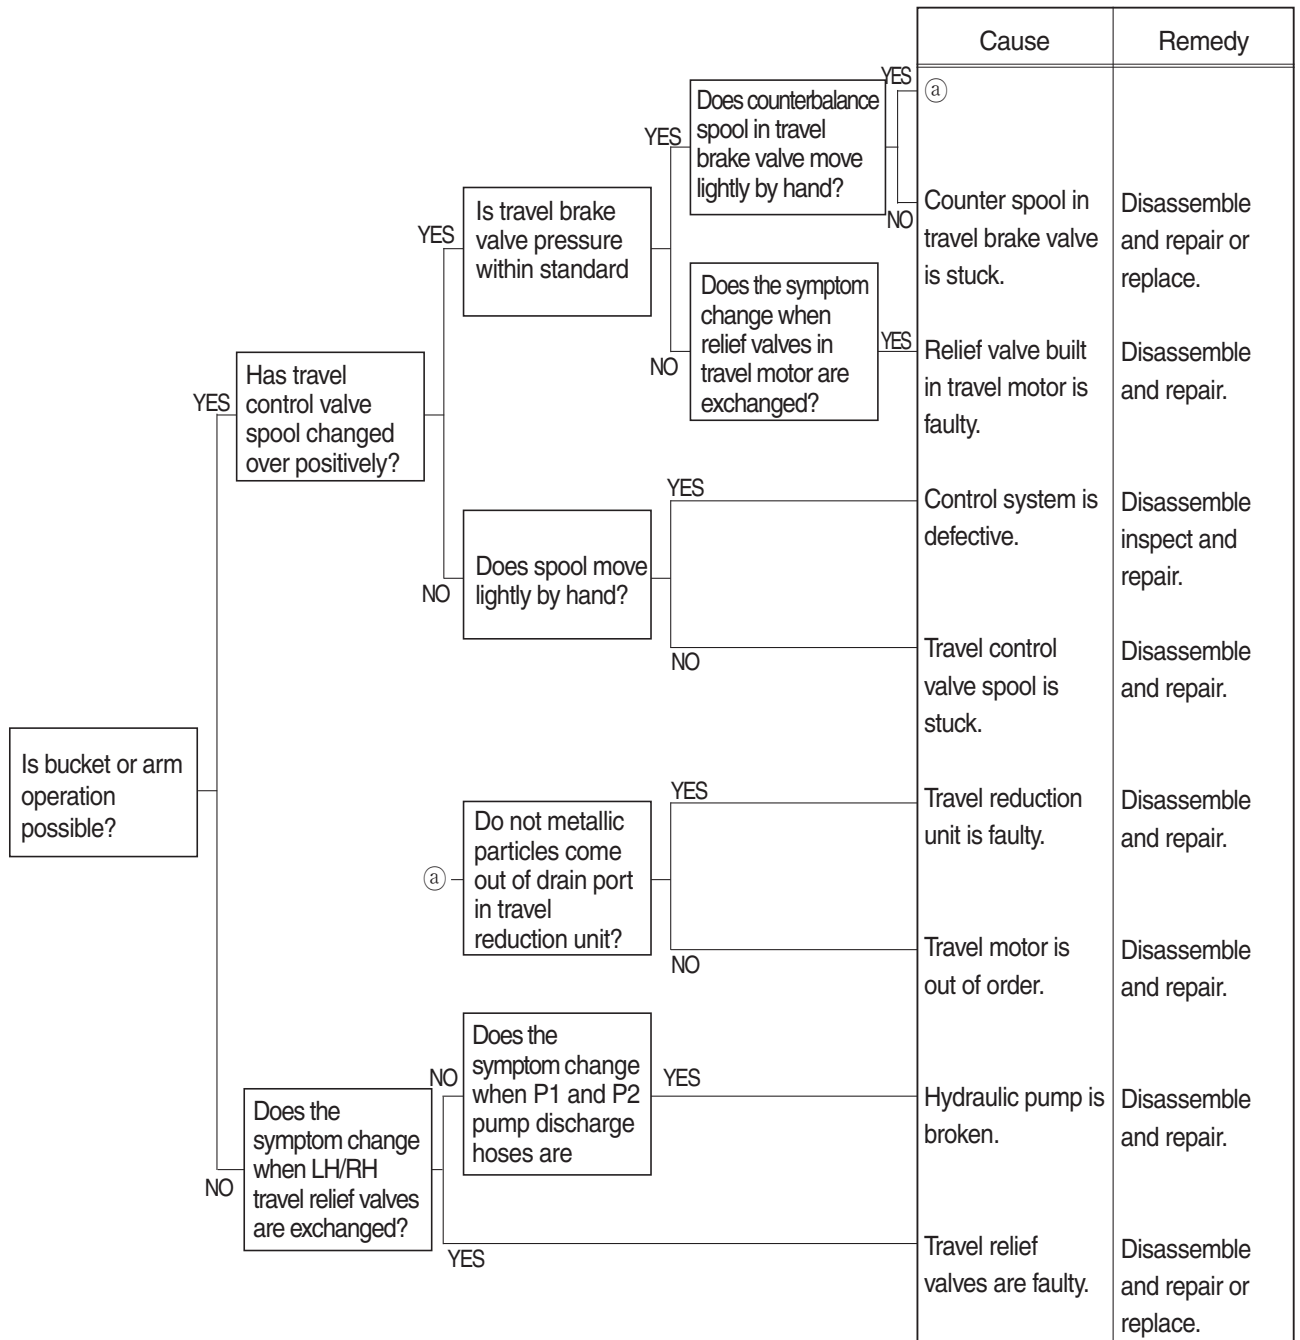 Cause
Remedy
YES
ⓐ
Does counterbalance
spool in travel
brake valve move
lightly by hand?
YES
NO
Counter spool in
travel brake valve
is stuck.
Disassemble
and repair or
replace.
Is travel brake
valve pressure
within standard
YES
Does the symptom
change when
relief valves in
travel motor are
exchanged?
NO
YES
Relief valve built
in travel motor is
faulty.
Disassemble
and repair.
Has travel
control valve
spool changed
over positively?
YES
YES
Control system is
defective.
Disassemble
inspect and
repair.
Does spool move
lightly by hand?
NO
NO
Travel control
valve spool is
stuck.
Disassemble
and repair.
Is bucket or arm
operation
possible?
YES
Travel reduction
unit is faulty.
Disassemble
and repair.
ⓐ
Do not metallic
particles come
out of drain port
in travel
reduction unit?
NO
Travel motor is
out of order.
Disassemble
and repair.
Does the
symptom change
when P1 and P2
pump discharge
hoses are
NO
YES
Hydraulic pump is
broken.
Disassemble
and repair.
NO
Does the
symptom change
when LH/RH
travel relief valves
are exchanged?
YES
Travel relief
valves are faulty.
Disassemble
and repair or
replace.